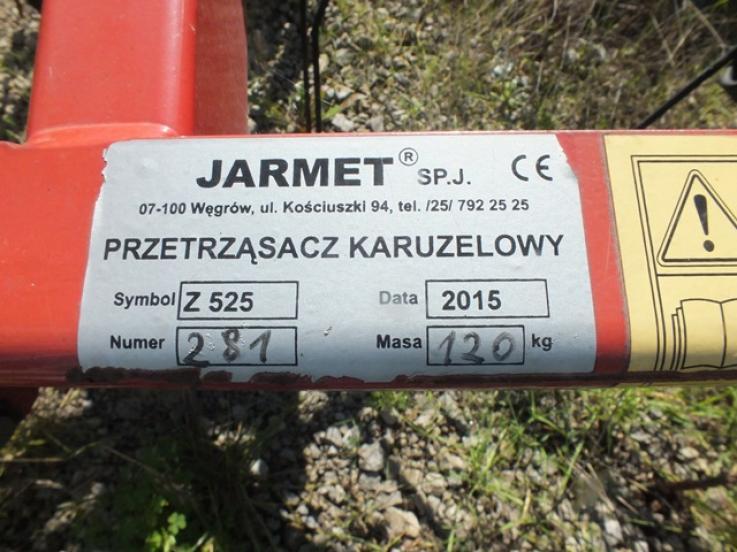 JARMET® SP.J. CE
07-100 Węgrów, ul. Kościuszki 94, tel. /25/ 792 25 25
PRZETRZĄSACZ KARUZELOWY
Symbol Z 525 Data 2015
Numer 281 Masa 120 kg